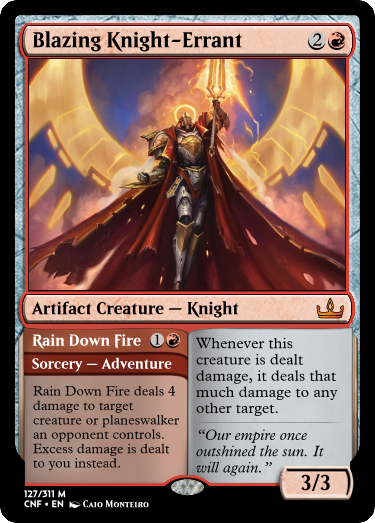 Blazing Knight-Errant 2
Artifact Creature — Knight
Rain Down Fire 1
Sorcery — Adventure
Rain Down Fire deals 4
damage to target
creature or planeswalker
an opponent controls.
Excess damage is dealt
to you instead.
Whenever this
creature is dealt
damage, it deals that
much damage to any
other target.
“Our empire once
outshined the sun. It
will again.”
3/3
127/311 M
CNF • EN Caio Monteiro